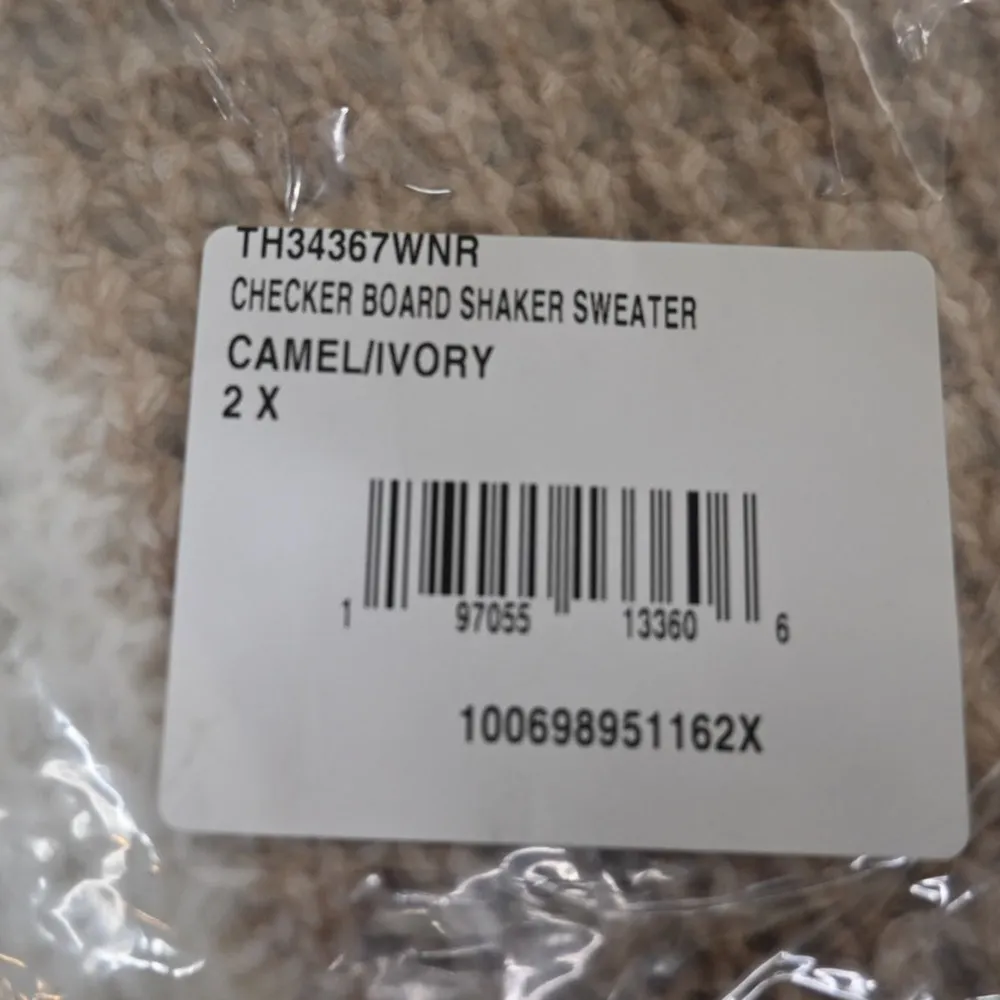 TH34367WNR
CHECKER BOARD SHAKER SWEATER
CAMEL/IVORY
2 X
1 97055 13360 6
100698951162X